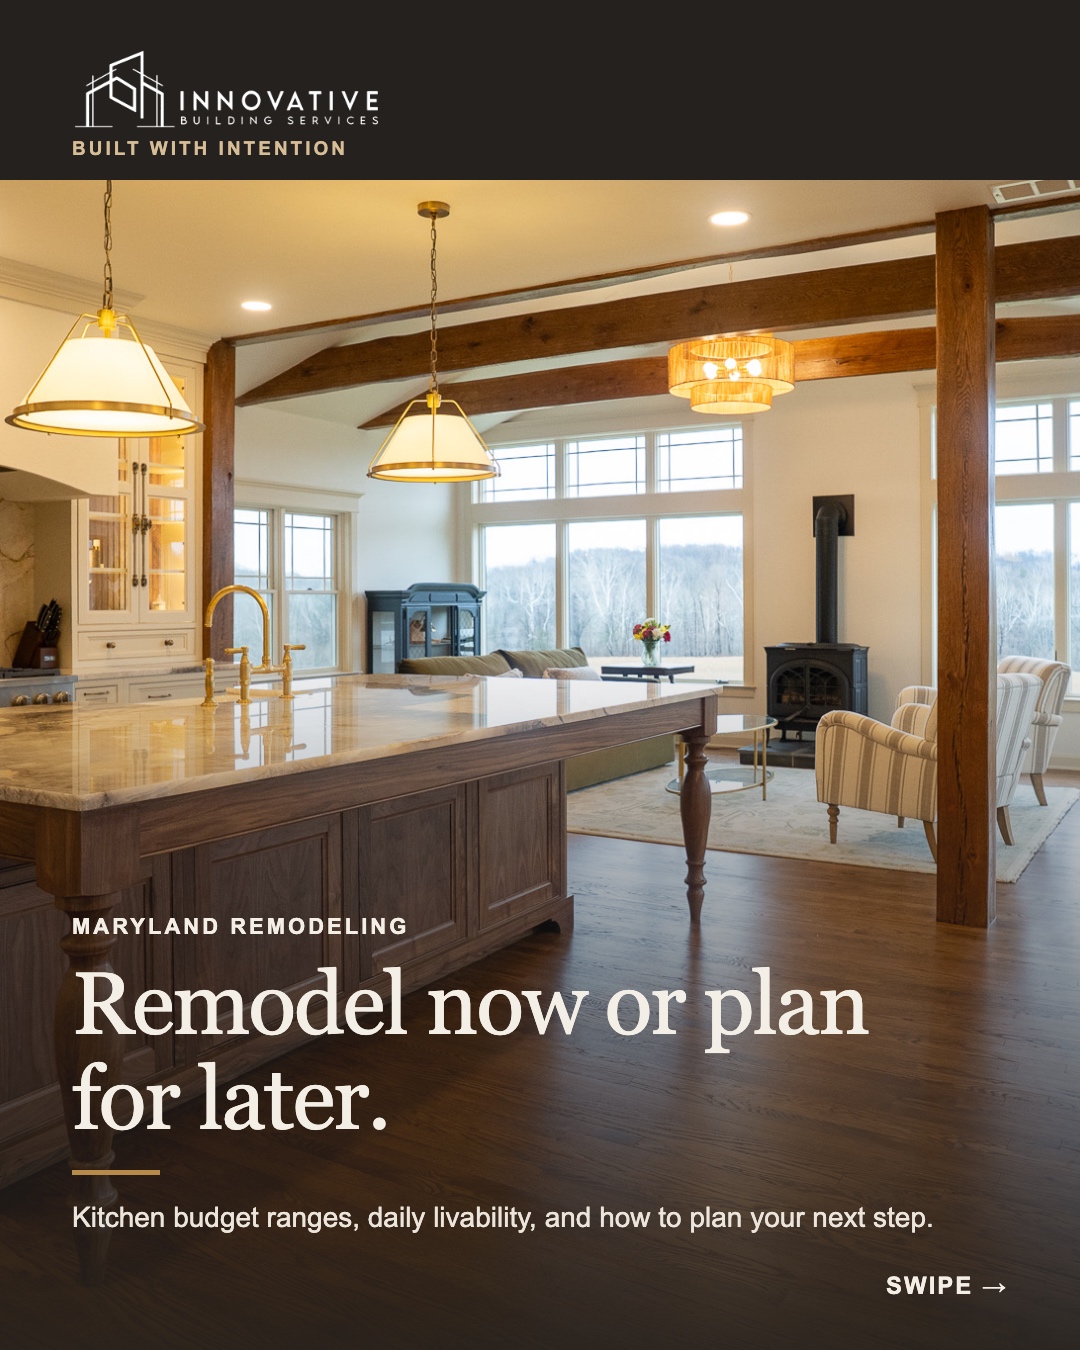 INNOVATIVE
BUILDING SERVICES
BUILT WITH INTENTION
MARYLAND REMODELING
Remodel now or plan
for later.
Kitchen budget ranges, daily livability, and how to plan your next step.
SWIPE →